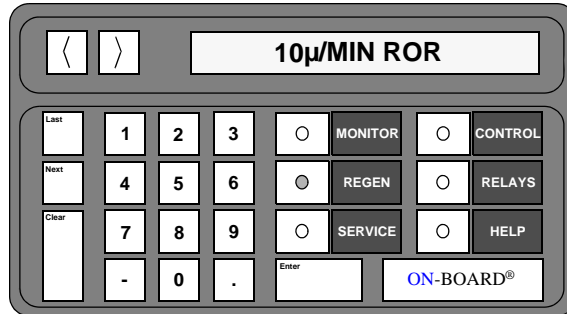 〈 〉 10µ/MIN ROR
Last 1 2 3 MONITOR CONTROL
Next 4 5 6 REGEN RELAYS
Clear 7 8 9 SERVICE HELP
- 0 . Enter ON-BOARD®